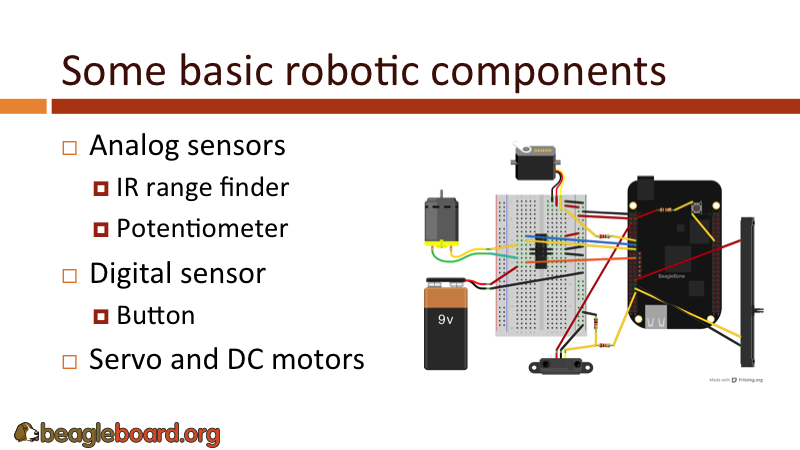 Some basic robotic components
Analog sensors
IR range finder
Potentiometer
Digital sensor
Button
Servo and DC motors
9v
BeagleBone
Made with Fritzing.org
beagleboard.org